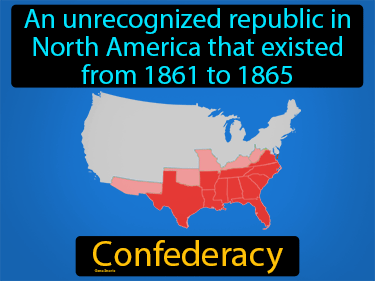 An unrecognized republic in
North America that existed
from 1861 to 1865
Confederacy